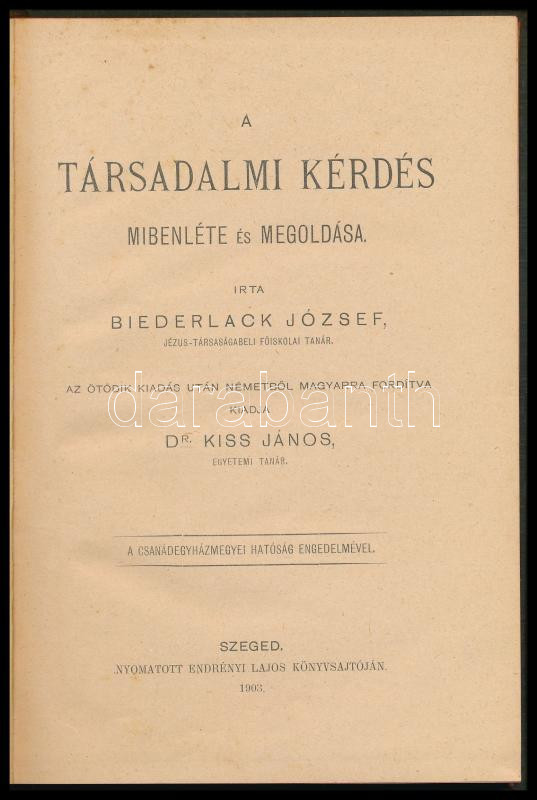 A
TÁRSADALMI KÉRDÉS
MIBENLÉTE ÉS MEGOLDÁSA.
IRTA
BIEDERLACK JÓZSEF,
JÉZUS-TÁRSASÁGABELI FŐISKOLAI TANÁR.
AZ ÖTÖDIK KIADÁS UTÁN NÉMETBŐL MAGYARRA FORDÍTVA
darabanth
KIADJA
DR. KISS JÁNOS,
EGYETEMI TANÁR.
A CSANÁDEGYHÁZMEGYEI HATÓSÁG ENGEDELMÉVEL.
SZEGED.
NYOMATOTT ENDRÉNYI LAJOS KÖNYVSAJTÓJÁN.
1903.